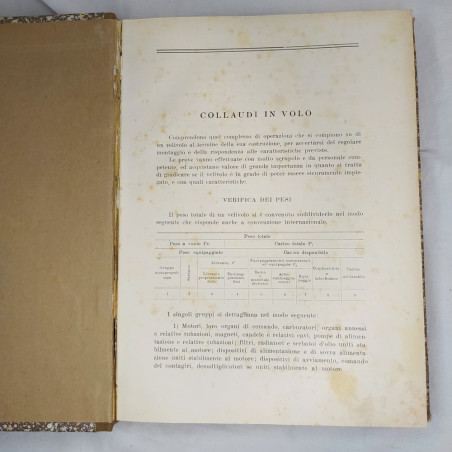 COLLAUDI IN VOLO
Comprendono quel complesso di operazioni che si compiono su di
un velivolo al termine della sua costruzione, per accertarsi del regolare
montaggio e della rispondenza alle caratteristiche previste.
Le prove vanno effettuate con molto scrupolo e da personale com-
petente, ed acquistano valore di grande importanza in quanto si tratta
di giudicare se il velivolo è in grado di poter essere sicuramente impie-
gato, e con quali caratteristiche.
VERIFICA DEI PESI
Il peso totale di un velivolo si è convenuto suddividerlo nel modo
seguente che risponde anche a convenzione internazionale.
Peso totale
Peso a vuoto Pv Carico totale
Peso equipaggiato Carico disponibile
Gruppo
I singoli gruppi si dettagliano nel modo seguente:
1) Motori, loro organi di comando, carburatori, organi annessi
e relative tubazioni, magneti, candele e relativi cavi, pompe di alimen-
tazione e relative tubazioni; filtri, radiatori e serbatoi d'olio uniti sta-
bilmente al motore; dispositivi di alimentazione e di sovra alimenta-
zione uniti stabilmente al motore; dispositivi di avviamento, comando
del contagiri, demoltiplicatori se uniti stabilmente al motore